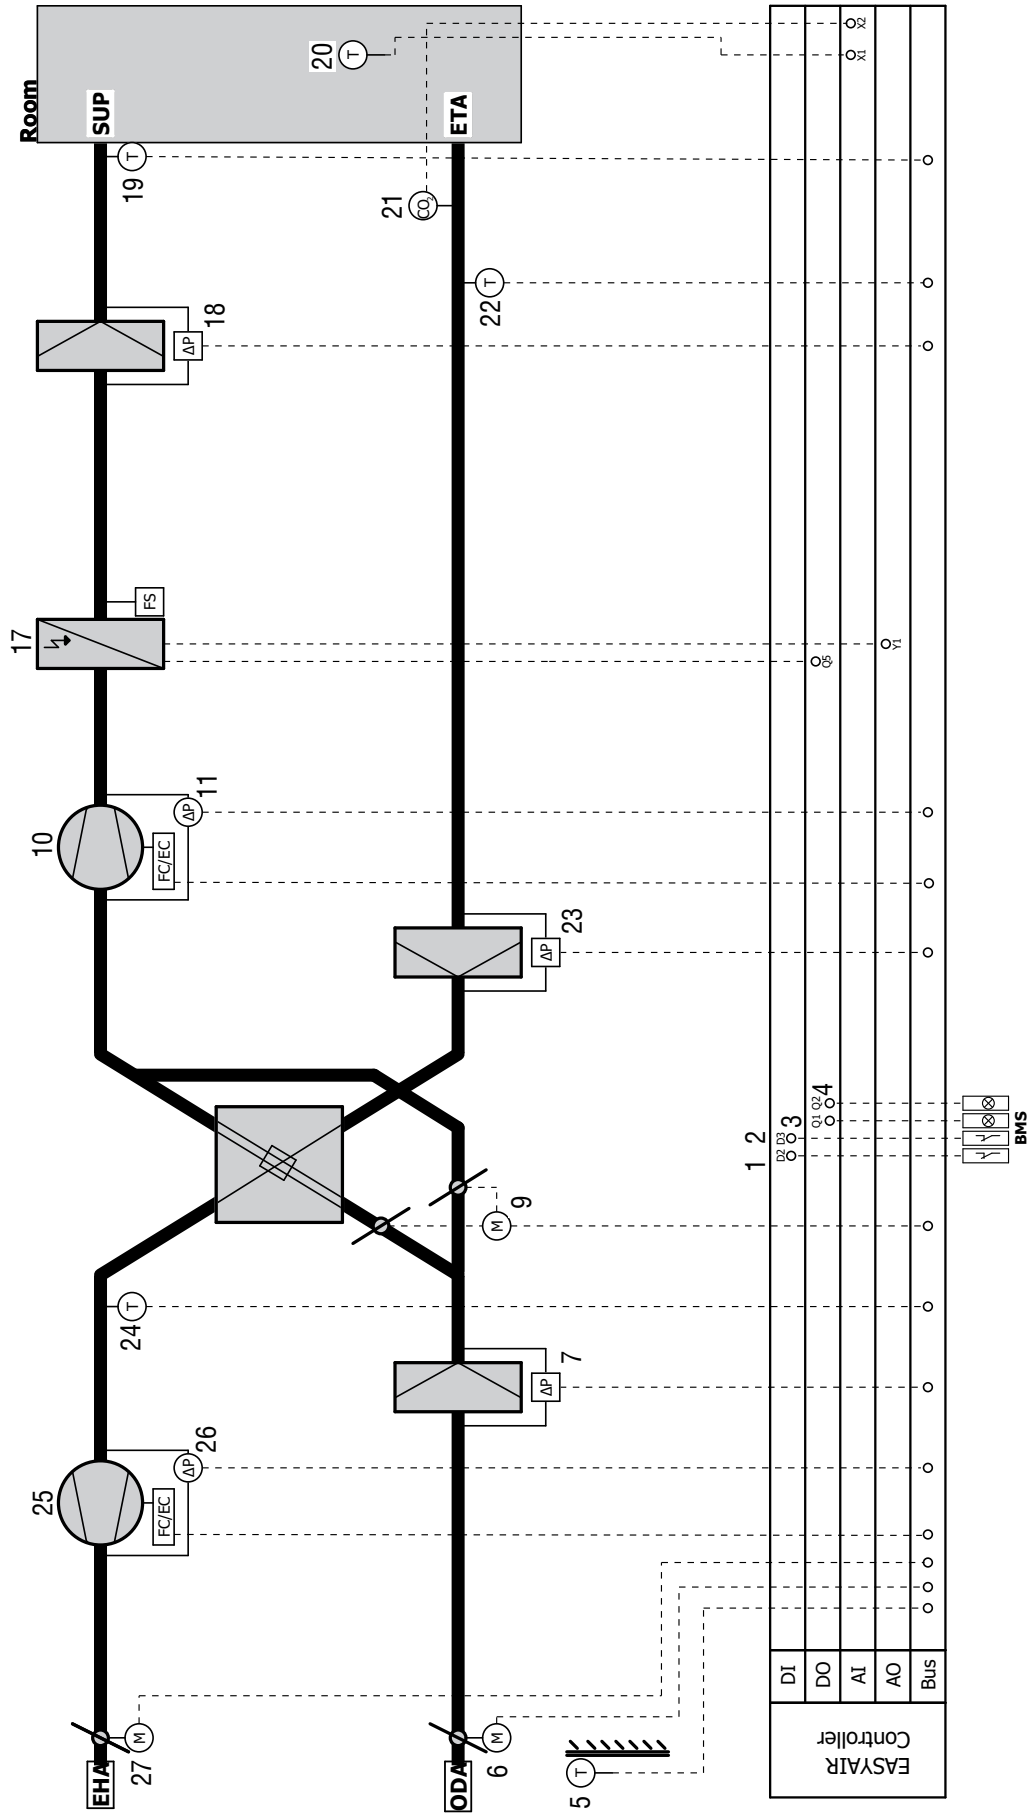 17
Room
25
10
EHA
SUP
24
T
T
19
27
M
FC/EC
FC/EC
FS
ΔP
ΔP
ΔP
26
11
18
T
20
21
CO2
ODA
ETA
6
M
M
9
22
T
ΔP
7
ΔP
23
5
T
1
2
DI
D2
D3
3
DO
Q1
Q2
4
Q5
AI
X1
X2
AO
Y1
Bus
EASYAIR
Controller
BMS